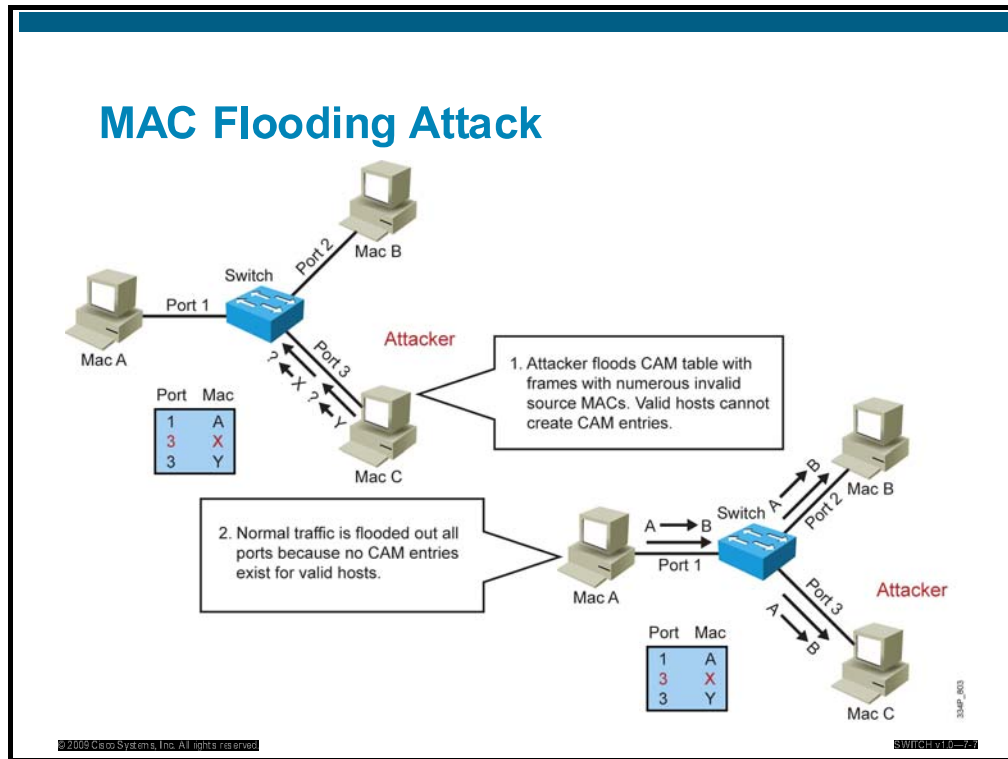 MAC Flooding Attack
Mac B
Port 2
Switch
Port 1
Mac A
Attacker
Port 3
? X ? Y
Mac C
Port Mac
1 A
3 X
3 Y
1. Attacker floods CAM table with
frames with numerous invalid
source MACs. Valid hosts cannot
create CAM entries.
2. Normal traffic is flooded out all
ports because no CAM entries
exist for valid hosts.
A B
Mac B
Port 2
Switch
A B
Port 1
Mac A
Port 3
Attacker
A B
Mac C
Port Mac
1 A
3 X
3 Y
334P_803
© 2009 Cisco Systems, Inc. All rights reserved.
SWITCH v1.0—7-7